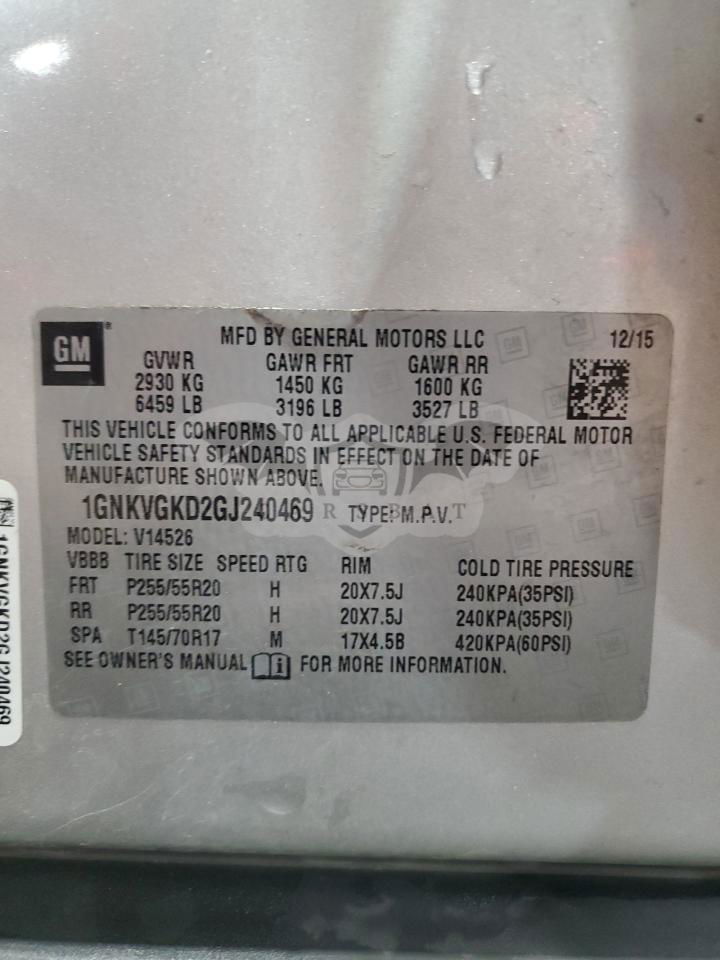 GM
MFD BY GENERAL MOTORS LLC 12/15
GVWR GAWR FRT GAWR RR
2930 KG 1450 KG 1600 KG
6459 LB 3196 LB 3527 LB
THIS VEHICLE CONFORMS TO ALL APPLICABLE U.S. FEDERAL MOTOR
VEHICLE SAFETY STANDARDS IN EFFECT ON THE DATE OF
MANUFACTURE SHOWN ABOVE.
1GNKVGKD2GJ240469 TYPE: M.P.V.
MODEL: V14526
VBBB TIRE SIZE SPEED RTG RIM COLD TIRE PRESSURE
FRT P255/55R20 H 20X7.5J 240KPA(35PSI)
RR P255/55R20 H 20X7.5J 240KPA(35PSI)
SPA T145/70R17 M 17X4.5B 420KPA(60PSI)
SEE OWNER'S MANUAL FOR MORE INFORMATION.
1GNKVGKD2GJ240469